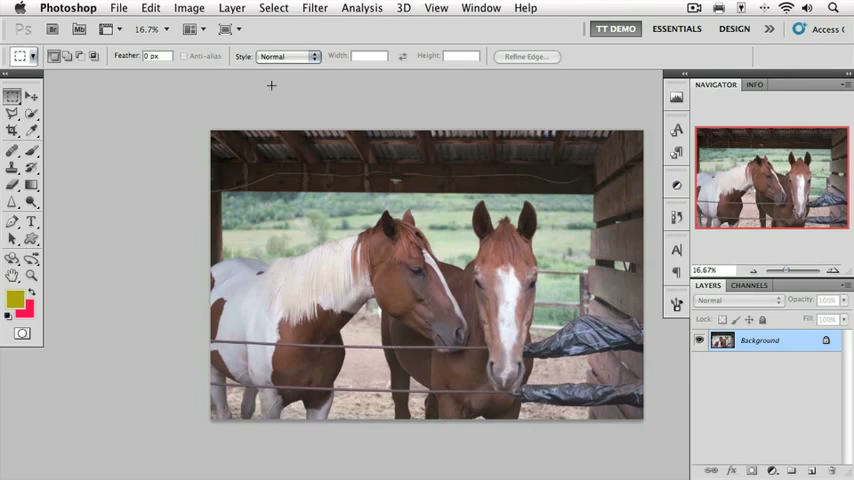 Photoshop File Edit Image Layer Select Filter Analysis 3D View Window Help
Ps Br Mb 16.7% TT DEMO ESSENTIALS DESIGN Access
Feather: 0 px Anti-alias Style: Normal Width: Height: Refine Edge...
NAVIGATOR INFO
16.67%
LAYERS CHANNELS
Normal Opacity: 100%
Lock: Fill: 100%
Background